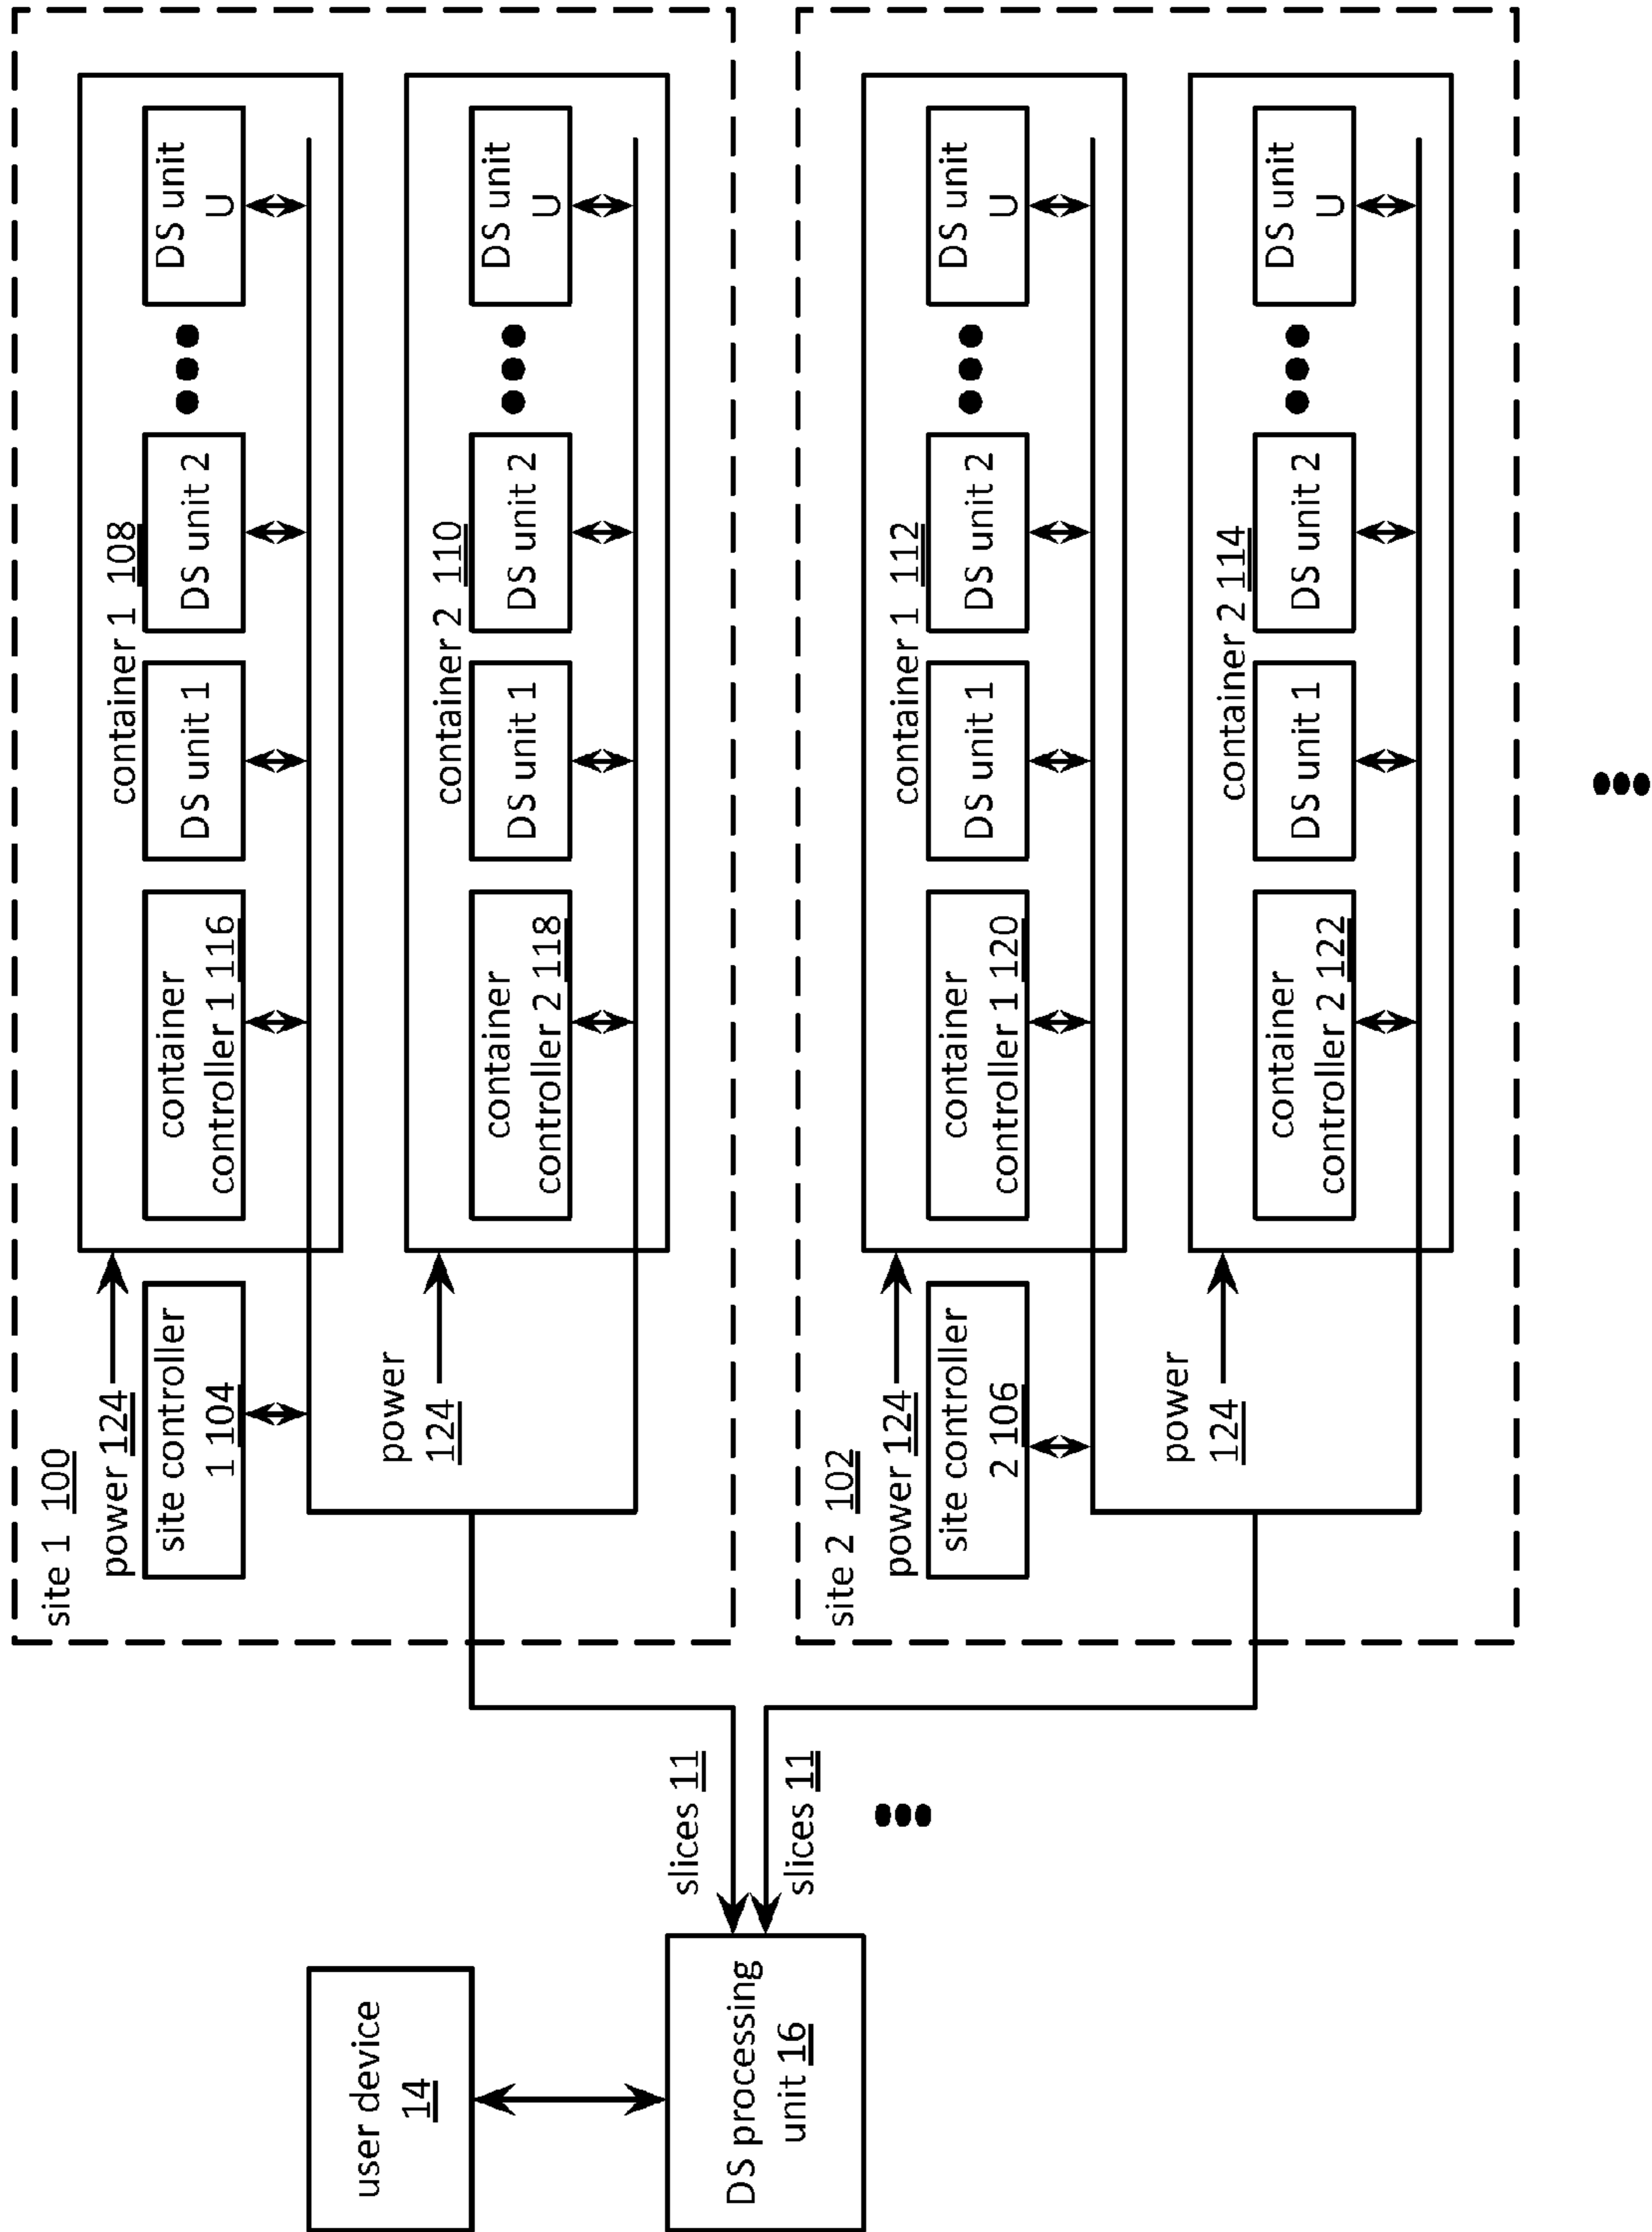 user device
14
DS processing
unit 16
slices 11
slices 11
site 1 100
power 124
site controller
1 104
power
124
container 1 108
container
controller 1 116
DS unit 1
DS unit 2
DS unit
U
container 2 110
container
controller 2 118
DS unit 1
DS unit 2
DS unit
U
site 2 102
power 124
site controller
2 106
power
124
container 1 112
container
controller 1 120
DS unit 1
DS unit 2
DS unit
U
container 2 114
container
controller 2 122
DS unit 1
DS unit 2
DS unit
U